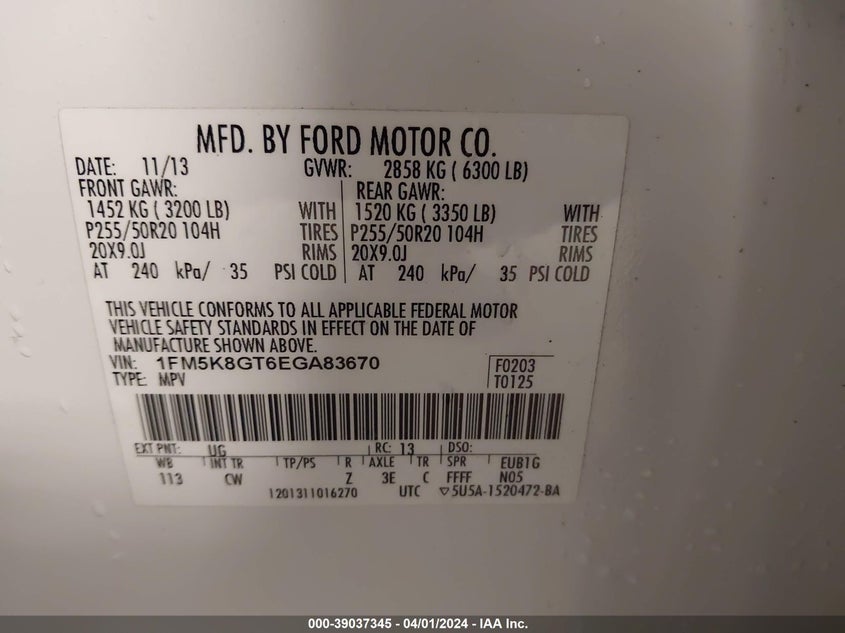 MFD. BY FORD MOTOR CO.
DATE: 11/13 GVWR: 2858 KG ( 6300 LB)
FRONT GAWR: REAR GAWR:
1452 KG ( 3200 LB) WITH 1520 KG ( 3350 LB) WITH
P255/50R20 104H TIRES P255/50R20 104H TIRES
20X9.0J RIMS 20X9.0J RIMS
AT 240 kPa/ 35 PSI COLD AT 240 kPa/ 35 PSI COLD
THIS VEHICLE CONFORMS TO ALL APPLICABLE FEDERAL MOTOR
VEHICLE SAFETY STANDARDS IN EFFECT ON THE DATE OF
MANUFACTURE SHOWN ABOVE.
VIN: 1FM5K8GT6EGA83670 F0203
TYPE: MPV T0125
EXT PNT: UG RC: 13 DSO:
WB INT TR TP/PS R AXLE TR SPR EUB1G
113 CW Z 3E C FFFF N05
1201311016270 UTC ▽5U5A-1520472-BA
000-39037345 - 04/01/2024 - IAA Inc.